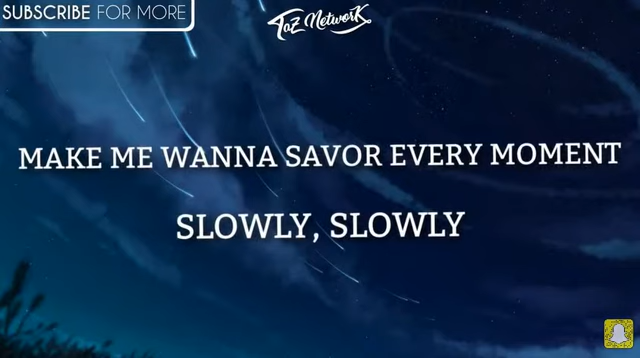 SUBSCRIBE FOR MORE
TaZ NetworK
MAKE ME WANNA SAVOR EVERY MOMENT
SLOWLY, SLOWLY